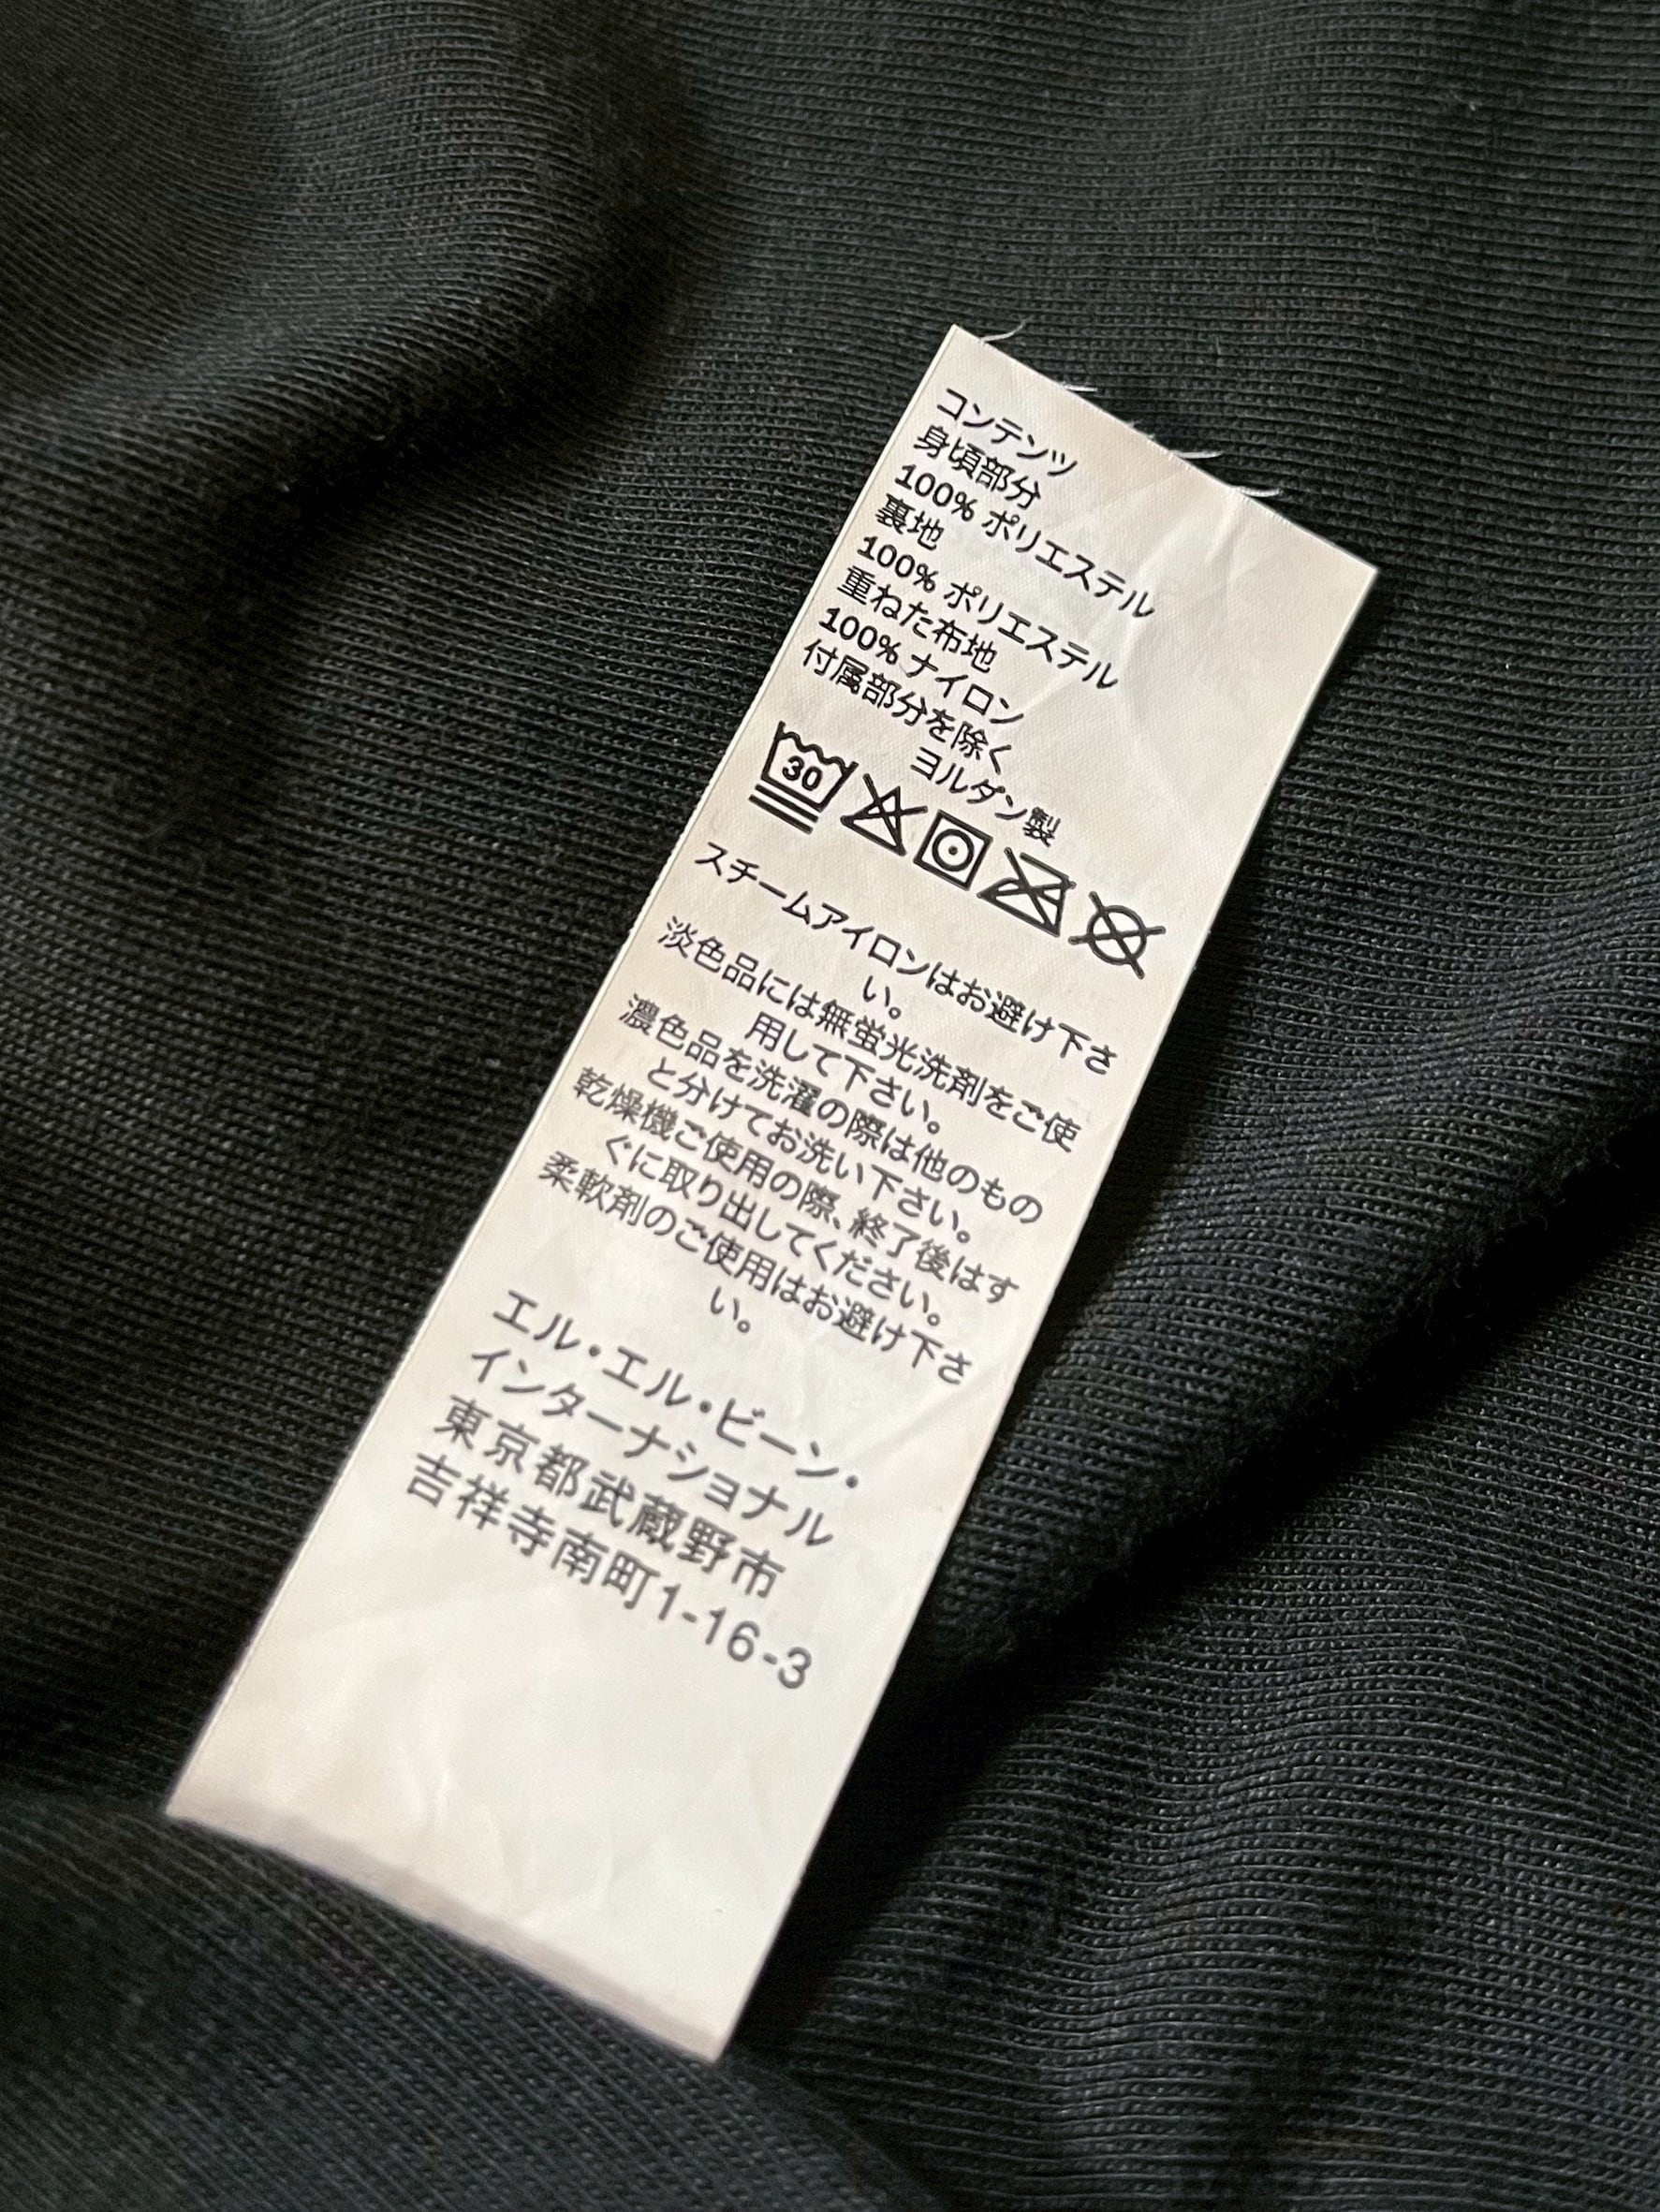 コンテンツ
身頃部分
100% ポリエステル
裏地
100% ポリエステル
重ねた布地
100% ナイロン
付属部分を除く
ヨルダン製
30
スチームアイロンはお避け下さ
い。
淡色品には無蛍光洗剤をご使
用して下さい。
濃色品を洗濯の際は他のもの
と分けてお洗い下さい。
乾燥機ご使用の際、終了後はす
ぐに取り出してください。
柔軟剤のご使用はお避け下さ
い。
エル・エル・ビーン・
インターナショナル
東京都武蔵野市
吉祥寺南町1-16-3